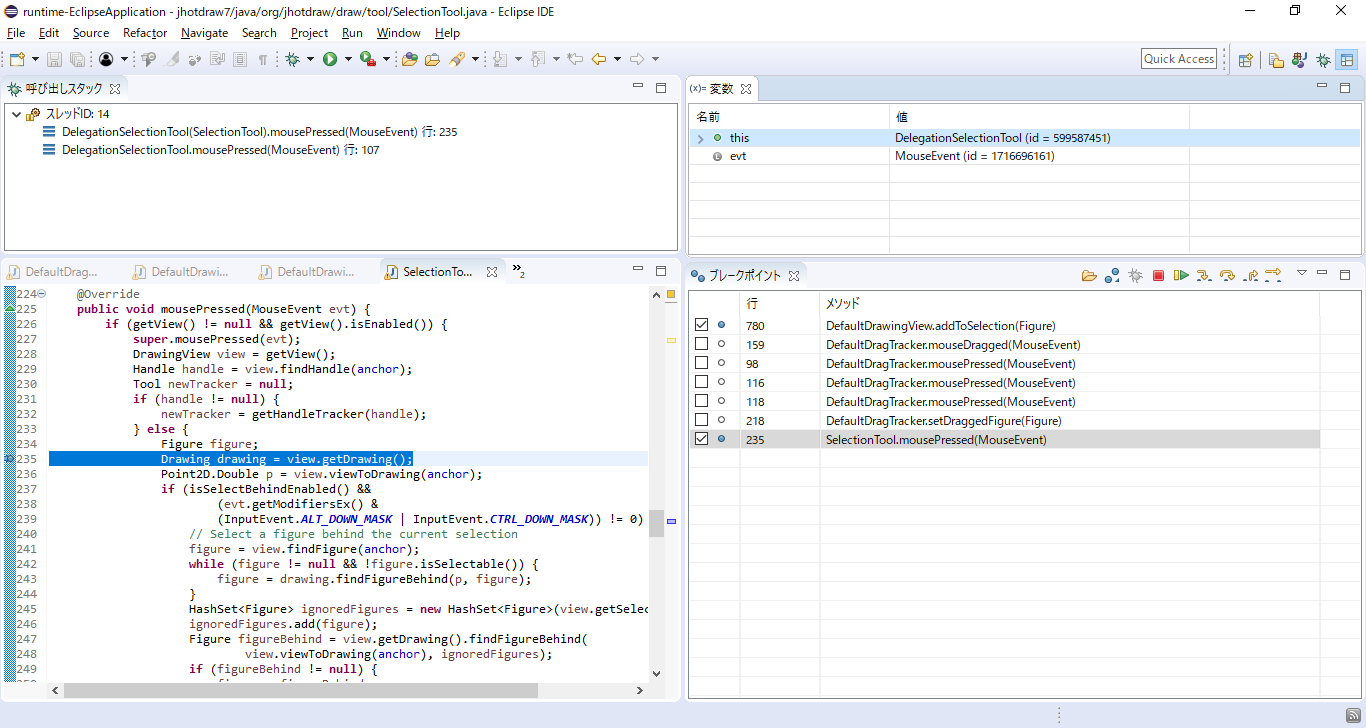 runtime-EclipseApplication - jhotdraw7/java/org/jhotdraw/draw/tool/SelectionTool.java - Eclipse IDE
File Edit Source Refactor Navigate Search Project Run Window Help
Quick Access
呼び出しスタック
スレッドID: 14
DelegationSelectionTool(SelectionTool).mousePressed(MouseEvent) 行: 235
DelegationSelectionTool.mousePressed(MouseEvent) 行: 107
(x)= 変数
名前 値
this DelegationSelectionTool (id = 599587451)
evt MouseEvent (id = 1716696161)
DefaultDrag... DefaultDrawi... DefaultDrawi... SelectionTo... »2
224 @Override
225 public void mousePressed(MouseEvent evt) {
226 if (getView() != null && getView().isEnabled()) {
227 super.mousePressed(evt);
228 DrawingView view = getView();
229 Handle handle = view.findHandle(anchor);
230 Tool newTracker = null;
231 if (handle != null) {
232 newTracker = getHandleTracker(handle);
233 } else {
234 Figure figure;
235 Drawing drawing = view.getDrawing();
236 Point2D.Double p = view.viewToDrawing(anchor);
237 if (isSelectBehindEnabled() &&
238 (evt.getModifiersEx() &
239 (InputEvent.ALT_DOWN_MASK | InputEvent.CTRL_DOWN_MASK)) != 0)
240 // Select a figure behind the current selection
241 figure = view.findFigure(anchor);
242 while (figure != null && !figure.isSelectable()) {
243 figure = drawing.findFigureBehind(p, figure);
244 }
245 HashSet<Figure> ignoredFigures = new HashSet<Figure>(view.getSelec
246 ignoredFigures.add(figure);
247 Figure figureBehind = view.getDrawing().findFigureBehind(
248 view.viewToDrawing(anchor), ignoredFigures);
249 if (figureBehind != null) {
ブレークポイント
行 メソッド
780 DefaultDrawingView.addToSelection(Figure)
159 DefaultDragTracker.mouseDragged(MouseEvent)
98 DefaultDragTracker.mousePressed(MouseEvent)
116 DefaultDragTracker.mousePressed(MouseEvent)
118 DefaultDragTracker.mousePressed(MouseEvent)
218 DefaultDragTracker.setDraggedFigure(Figure)
235 SelectionTool.mousePressed(MouseEvent)